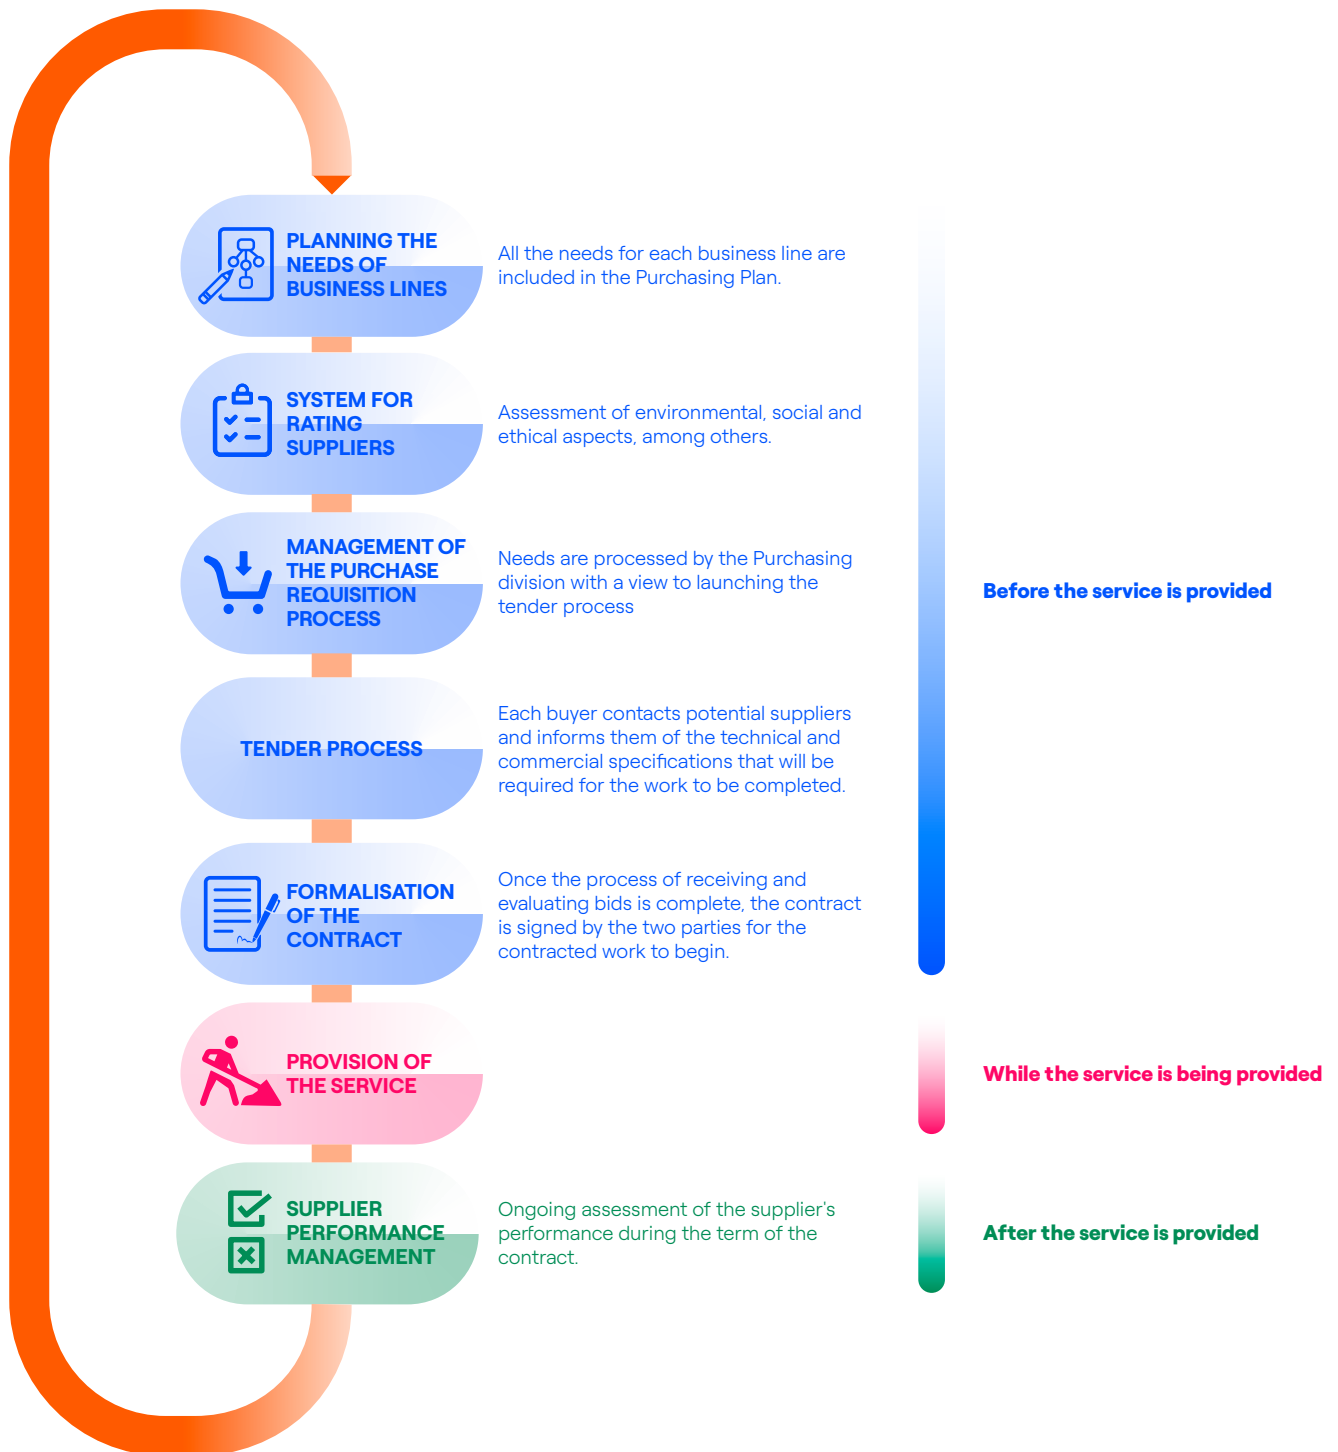 PLANNING THE
NEEDS OF
BUSINESS LINES
All the needs for each business line are
included in the Purchasing Plan.
SYSTEM FOR
RATING
SUPPLIERS
Assessment of environmental, social and
ethical aspects, among others.
MANAGEMENT OF
THE PURCHASE
REQUISITION
PROCESS
Needs are processed by the Purchasing
division with a view to launching the
tender process
Before the service is provided
TENDER PROCESS
Each buyer contacts potential suppliers
and informs them of the technical and
commercial specifications that will be
required for the work to be completed.
FORMALISATION
OF THE
CONTRACT
Once the process of receiving and
evaluating bids is complete, the contract
is signed by the two parties for the
contracted work to begin.
PROVISION OF
THE SERVICE
While the service is being provided
SUPPLIER
PERFORMANCE
MANAGEMENT
Ongoing assessment of the supplier's
performance during the term of the
contract.
After the service is provided